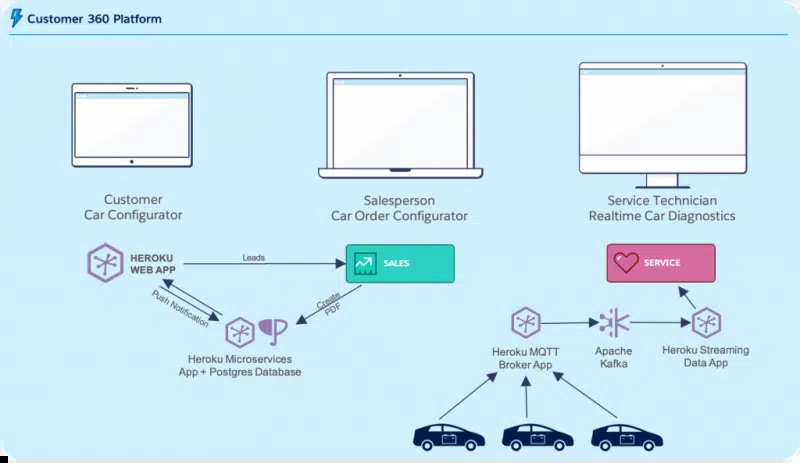 Customer 360 Platform
Customer
Car Configurator
Salesperson
Car Order Configurator
Service Technician
Realtime Car Diagnostics
HEROKU
WEB APP
Leads
SALES
SERVICE
Push Notification
Create
PDF
Heroku Microservices
App + Postgres Database
Heroku MQTT
Broker App
Apache
Kafka
Heroku Streaming
Data App